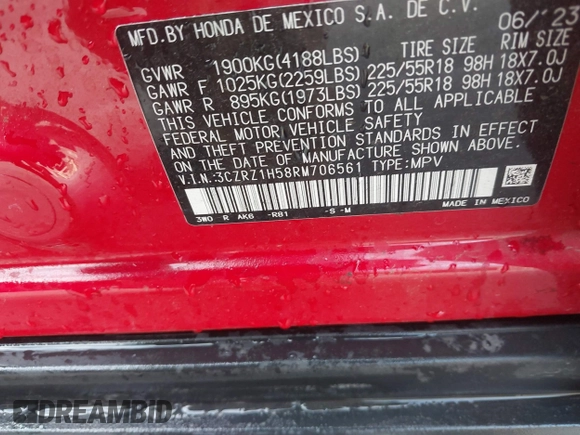 MFD.BY HONDA DE MEXICO S.A. DE C.V. 06/'23
GVWR 1900KG(4188LBS) TIRE SIZE RIM SIZE
GAWR F 1025KG(2259LBS) 225/55R18 98H 18X7.0J
GAWR R 895KG(1973LBS) 225/55R18 98H 18X7.0J
THIS VEHICLE CONFORMS TO ALL APPLICABLE
FEDERAL MOTOR VEHICLE SAFETY
AND THEFT PREVENTION STANDARDS IN EFFECT
ON THE DATE OF MANUFACTURE SHOWN ABOVE.
V.I.N.:3CZRZ1H58RM706561 TYPE:MPV
3W0 R AK8 -R81 -S -M MADE IN MEXICO
DREAMBID